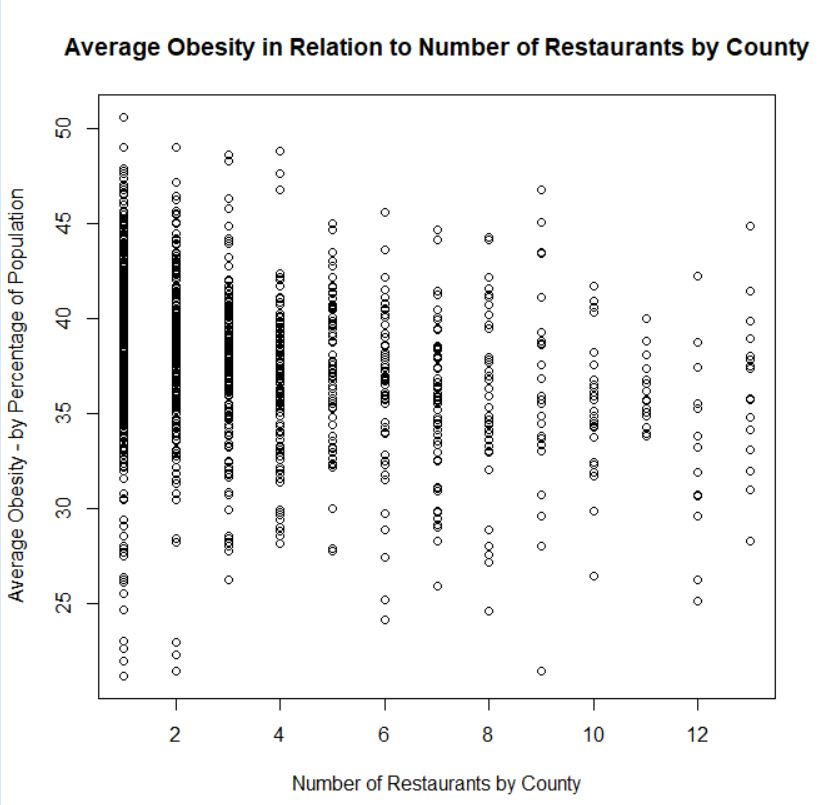 Average Obesity in Relation to Number of Restaurants by County
Average Obesity - by Percentage of Population
50
45
40
35
30
25
2 4 6 8 10 12
Number of Restaurants by County